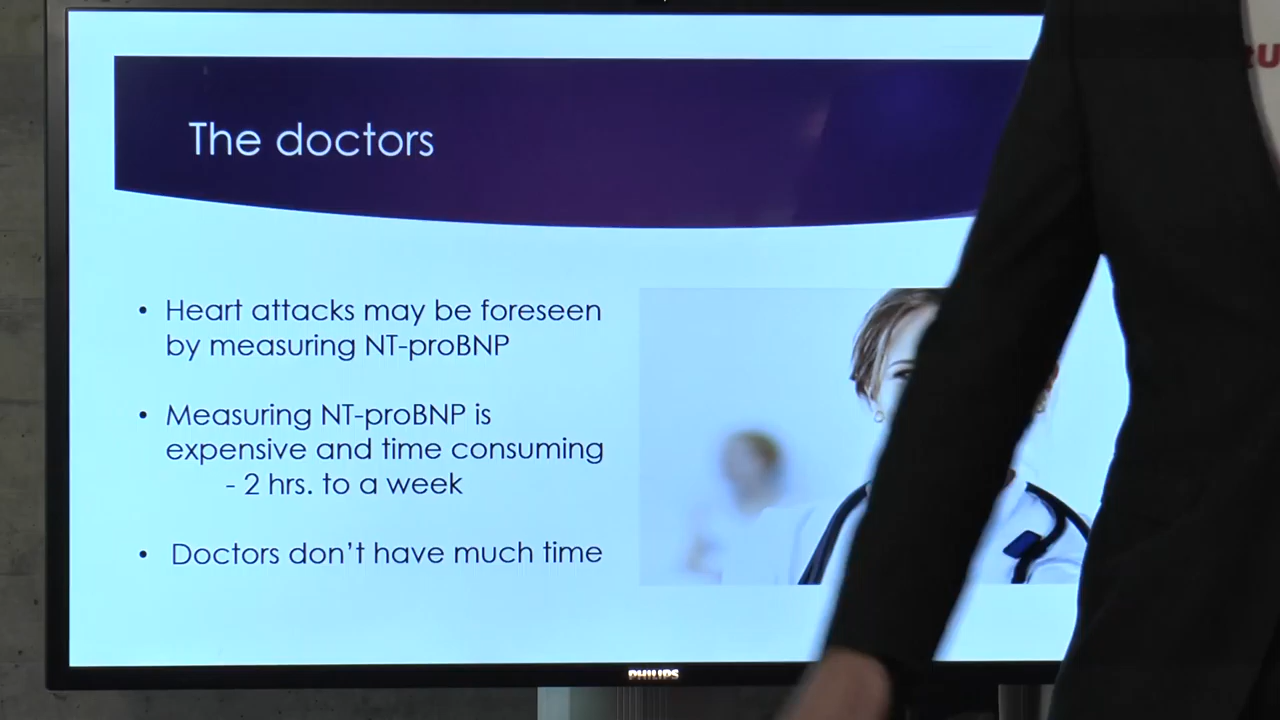 The doctors
• Heart attacks may be foreseen
by measuring NT-proBNP
• Measuring NT-proBNP is
expensive and time consuming
- 2 hrs. to a week
• Doctors don't have much time
PHILIPS